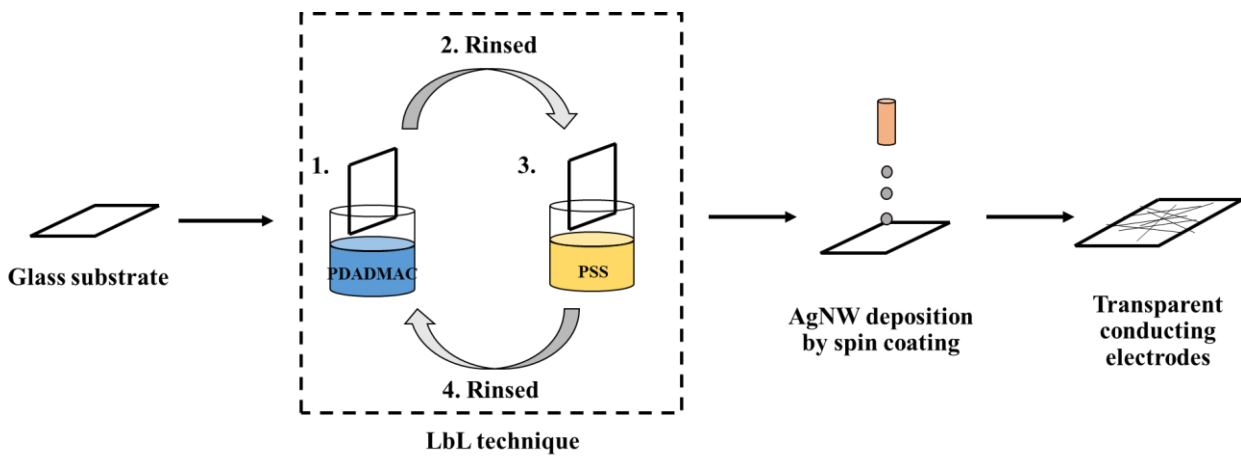 Glass substrate
2. Rinsed
1.
PDADMAC
3.
PSS
4. Rinsed
LbL technique
AgNW deposition
by spin coating
Transparent
conducting
electrodes